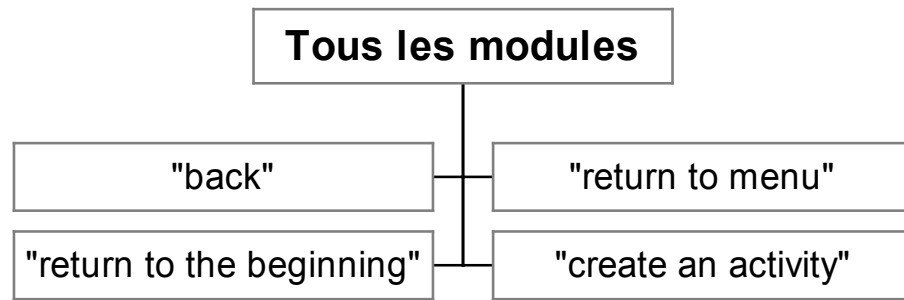 Tous les modules
"back"
"return to menu"
"return to the beginning"
"create an activity"